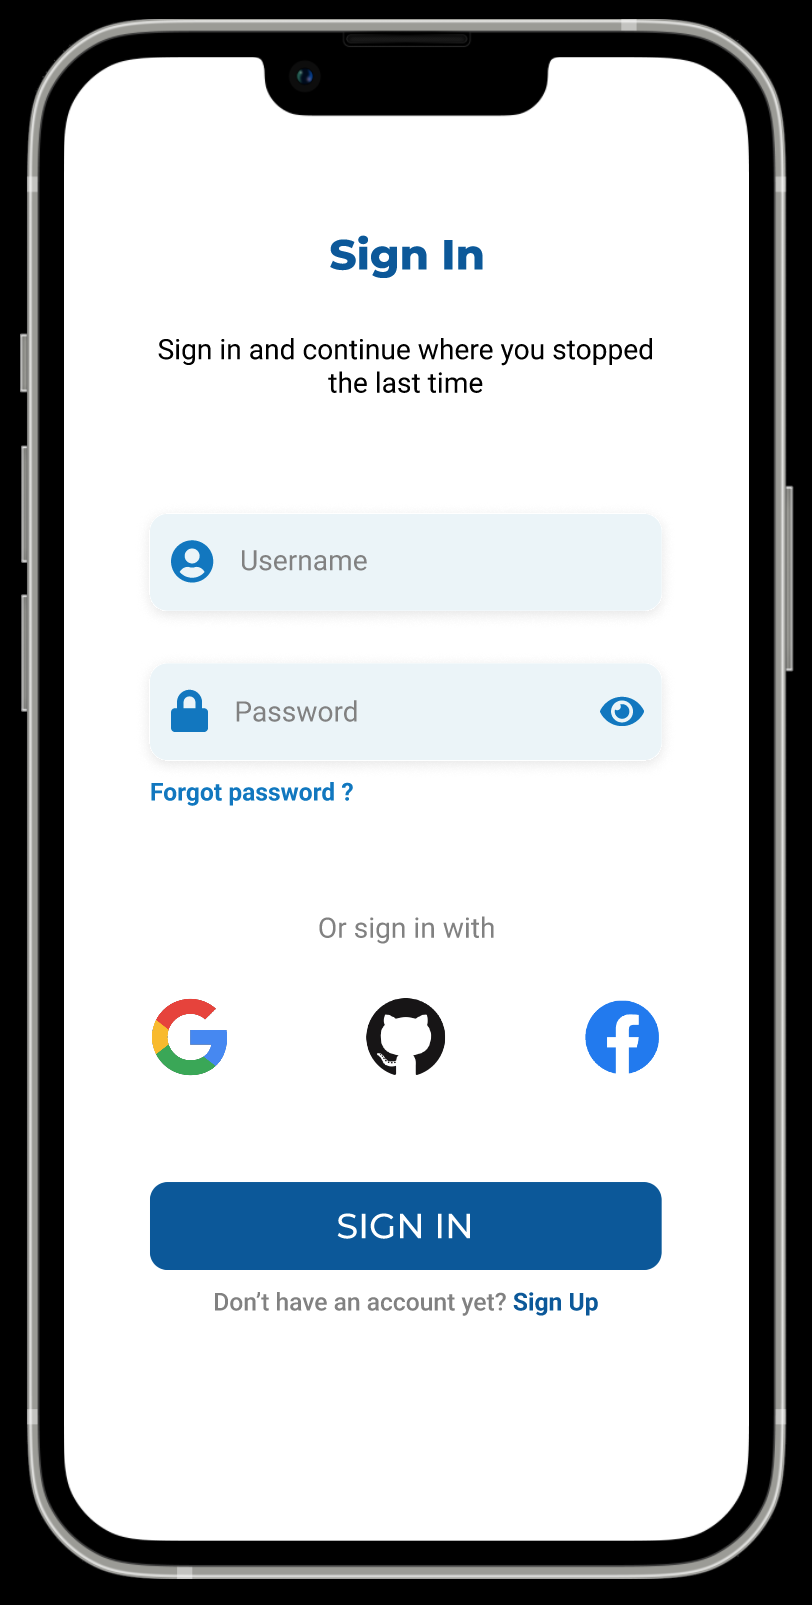 Sign In
Sign in and continue where you stopped
the last time
Username
Password
Forgot password ?
Or sign in with
SIGN IN
Don’t have an account yet? Sign Up